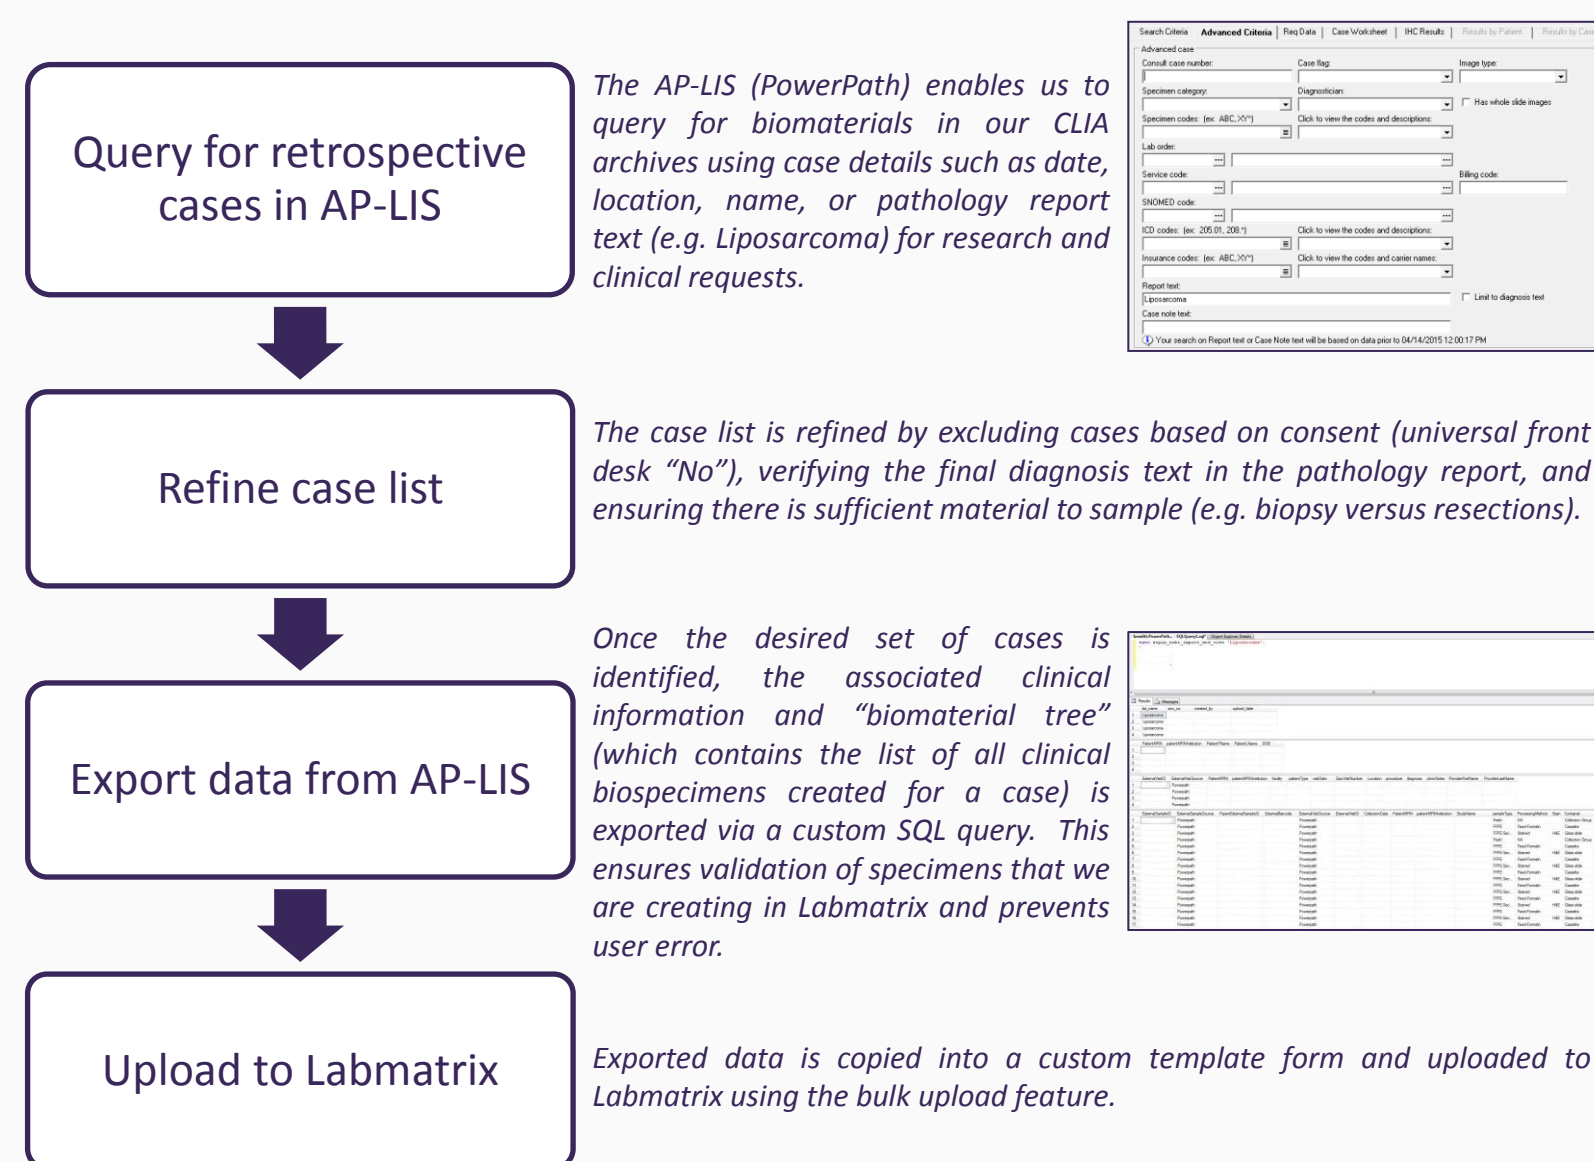 Query for retrospective
cases in AP-LIS
The AP-LIS (PowerPath) enables us to
query for biomaterials in our CLIA
archives using case details such as date,
location, name, or pathology report
text (e.g. Liposarcoma) for research and
clinical requests.
Search Criteria Advanced Criteria Req Data Case Worksheet IHC Results Results by Patient Results by Case
Advanced case
Consult case number: Case flag: Image type:
Specimen category: Diagnostician: Has whole slide images
Specimen codes: (ex: ABC, XY*) Click to view the codes and descriptions:
Lab order:
Service code: Billing code:
SNOMED code:
ICD codes: (ex: 205.01, 208.*) Click to view the codes and descriptions:
Insurance codes: (ex: ABC, XY*) Click to view the codes and carrier names:
Report text:
Liposarcoma Limit to diagnosis text
Case note text:
Your search on Report text or Case Note text will be based on data prior to 04/14/2015 12:00:17 PM
Refine case list
The case list is refined by excluding cases based on consent (universal front
desk “No”), verifying the final diagnosis text in the pathology report, and
ensuring there is sufficient material to sample (e.g. biopsy versus resections).
Export data from AP-LIS
Once the desired set of cases is
identified, the associated clinical
information and “biomaterial tree”
(which contains the list of all clinical
biospecimens created for a case) is
exported via a custom SQL query. This
ensures validation of specimens that we
are creating in Labmatrix and prevents
user error.
Results Messages
Upload to Labmatrix
Exported data is copied into a custom template form and uploaded to
Labmatrix using the bulk upload feature.